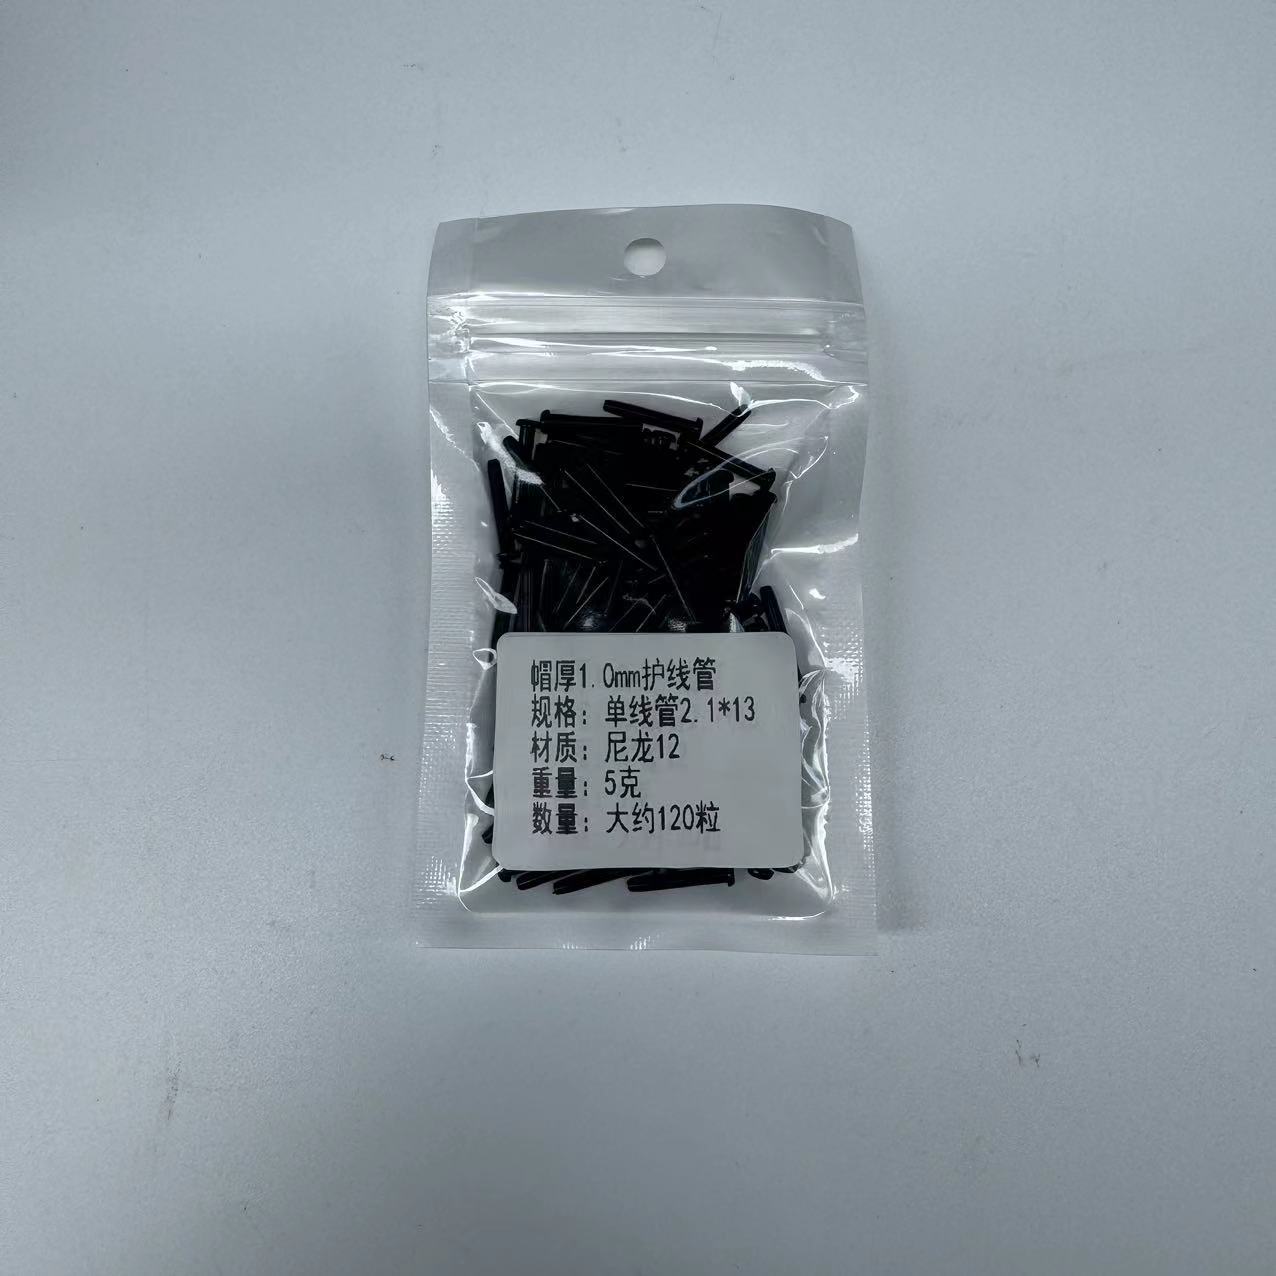 帽厚1.0mm护线管
规格：单线管2.1*13
材质：尼龙12
重量：5克
数量：大约120粒